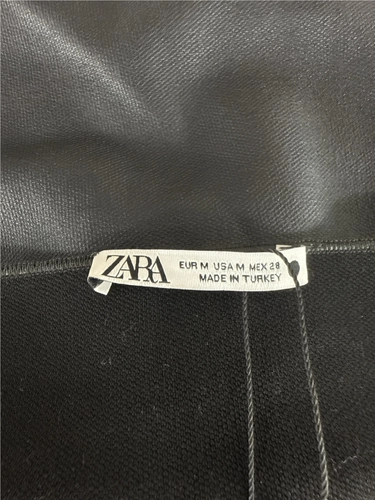 ZARA
EUR M USA M MEX 28
MADE IN TURKEY